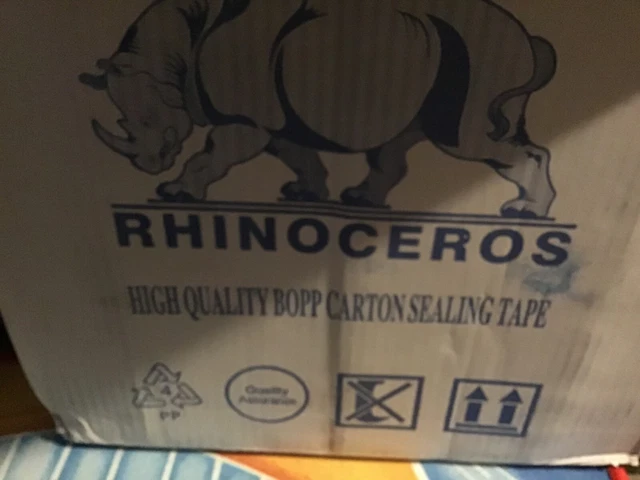 RHINOCEROS
HIGH QUALITY BOPP CARTON SEALING TAPE
4
PP
Quality
Assurance